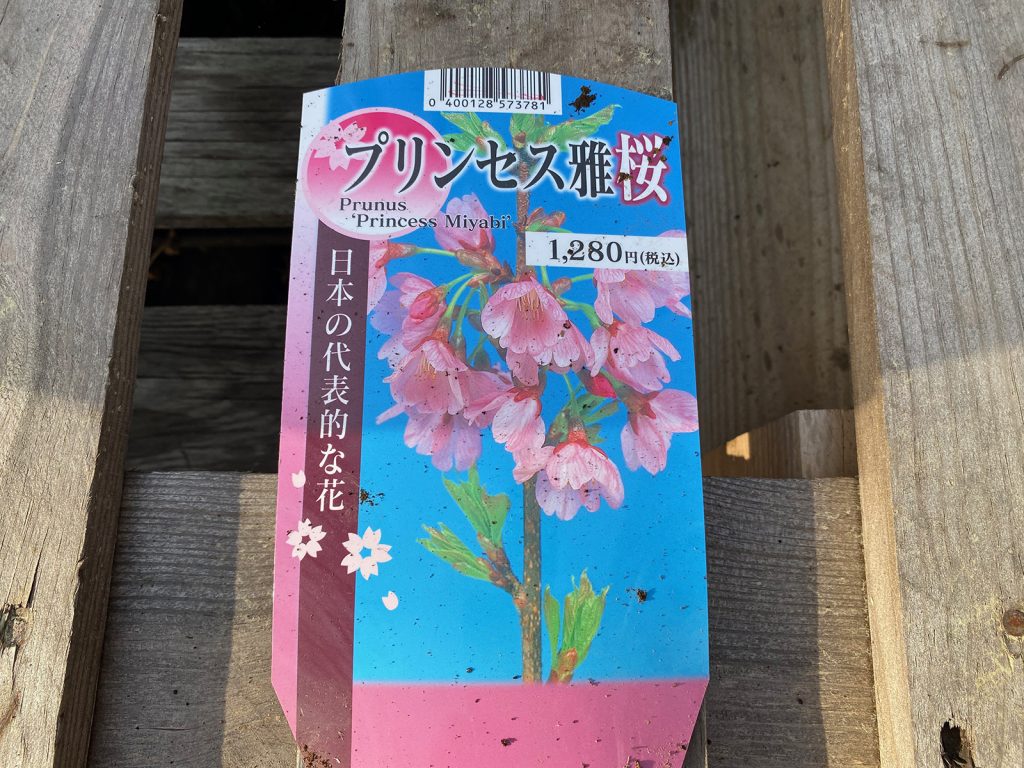 0 400128 573781
プリンセス雅桜
Prunus
‘Princess Miyabi’
1,280円(税込)
日本の代表的な花